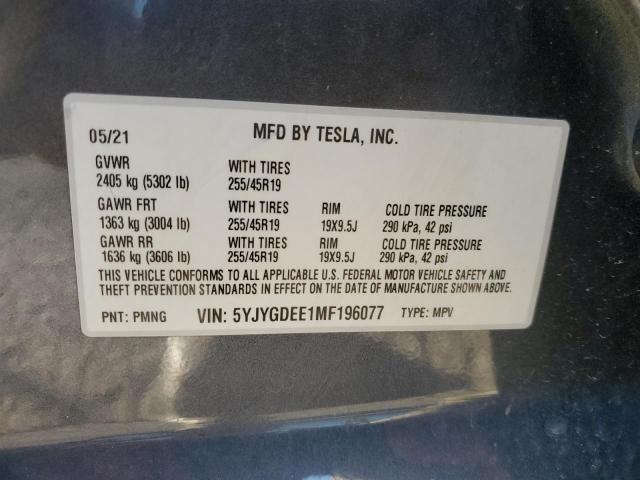 05/21 MFD BY TESLA, INC.
GVWR WITH TIRES
2405 kg (5302 lb) 255/45R19
GAWR FRT WITH TIRES RIM COLD TIRE PRESSURE
1363 kg (3004 lb) 255/45R19 19X9.5J 290 kPa, 42 psi
GAWR RR WITH TIRES RIM COLD TIRE PRESSURE
1636 kg (3606 lb) 255/45R19 19X9.5J 290 kPa, 42 psi
THIS VEHICLE CONFORMS TO ALL APPLICABLE U.S. FEDERAL MOTOR VEHICLE SAFETY AND
THEFT PREVENTION STANDARDS IN EFFECT ON THE DATE OF MANUFACTURE SHOWN ABOVE.
PNT: PMNG VIN: 5YJYGDEE1MF196077 TYPE: MPV